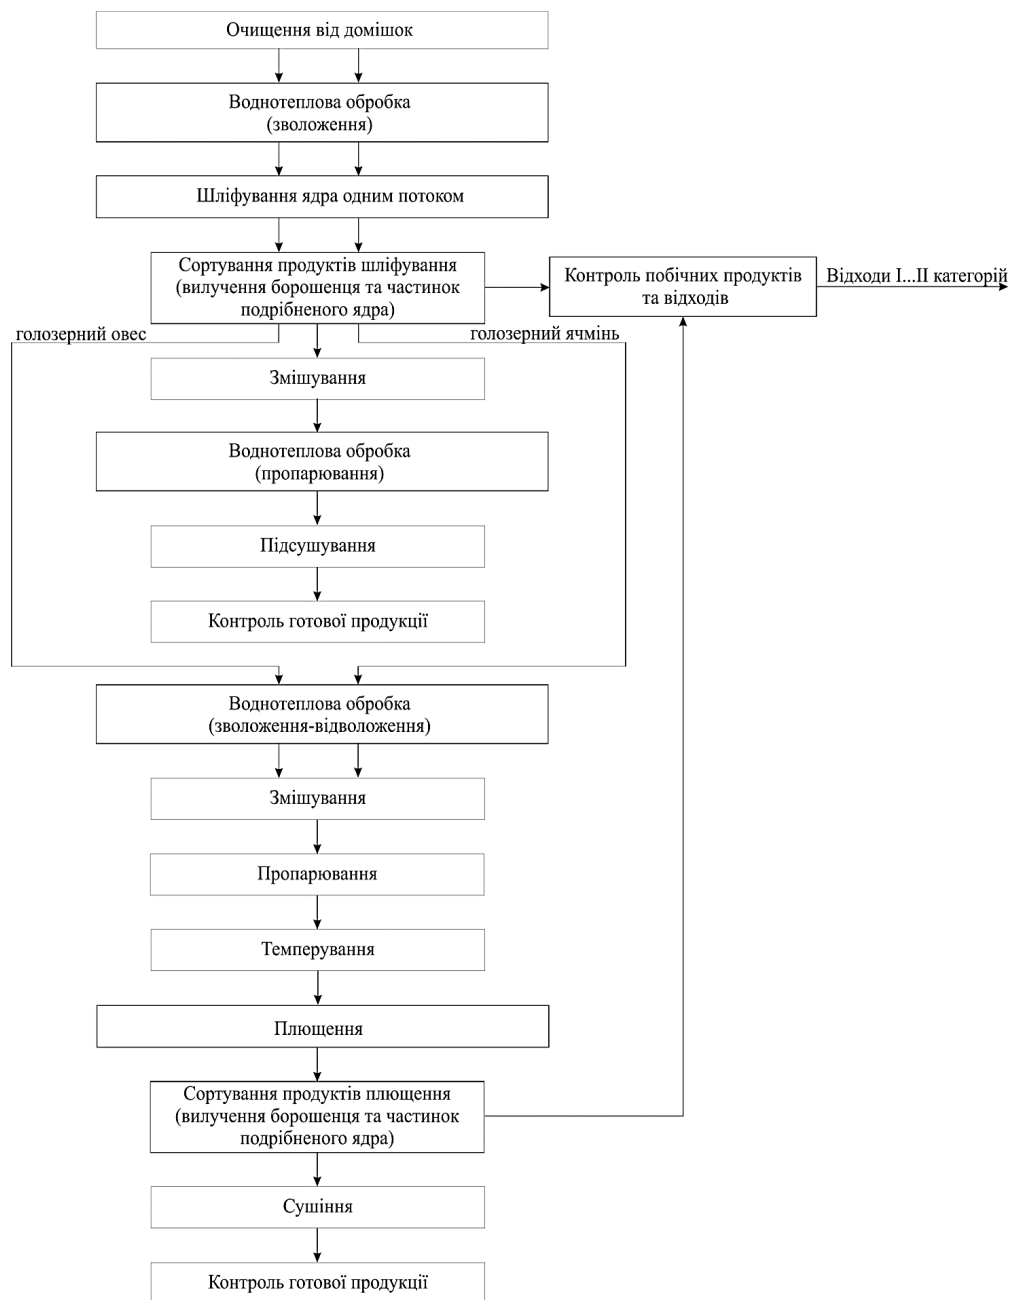 Очищення від домішок
Воднотеплова обробка
(зволоження)
Шліфування ядра одним потоком
Сортування продуктів шліфування
(вилучення борошенця та частинок
подрібненого ядра)
Контроль побічних продуктів
та відходів
Відходи I...II категорій
голозерний овес
голозерний ячмінь
Змішування
Воднотеплова обробка
(пропарювання)
Підсушування
Контроль готової продукції
Воднотеплова обробка
(зволоження-відволоження)
Змішування
Пропарювання
Темперування
Плющення
Сортування продуктів плющення
(вилучення борошенця та частинок
подрібненого ядра)
Сушіння
Контроль готової продукції